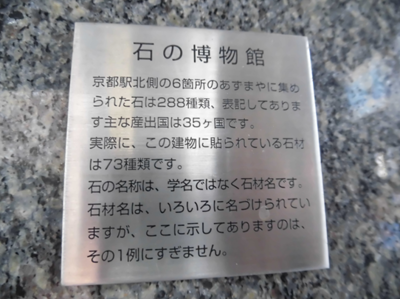 石の博物館
京都駅北側の6箇所のあずまやに集め
られた石は288種類、表記してありま
す主な産出国は35ヶ国です。
実際に、この建物に貼られている石材
は73種類です。
石の名称は、学名ではなく石材名です。
石材名は、いろいろに名づけられてい
ますが、ここに示してありますのは、
その1例にすぎません。